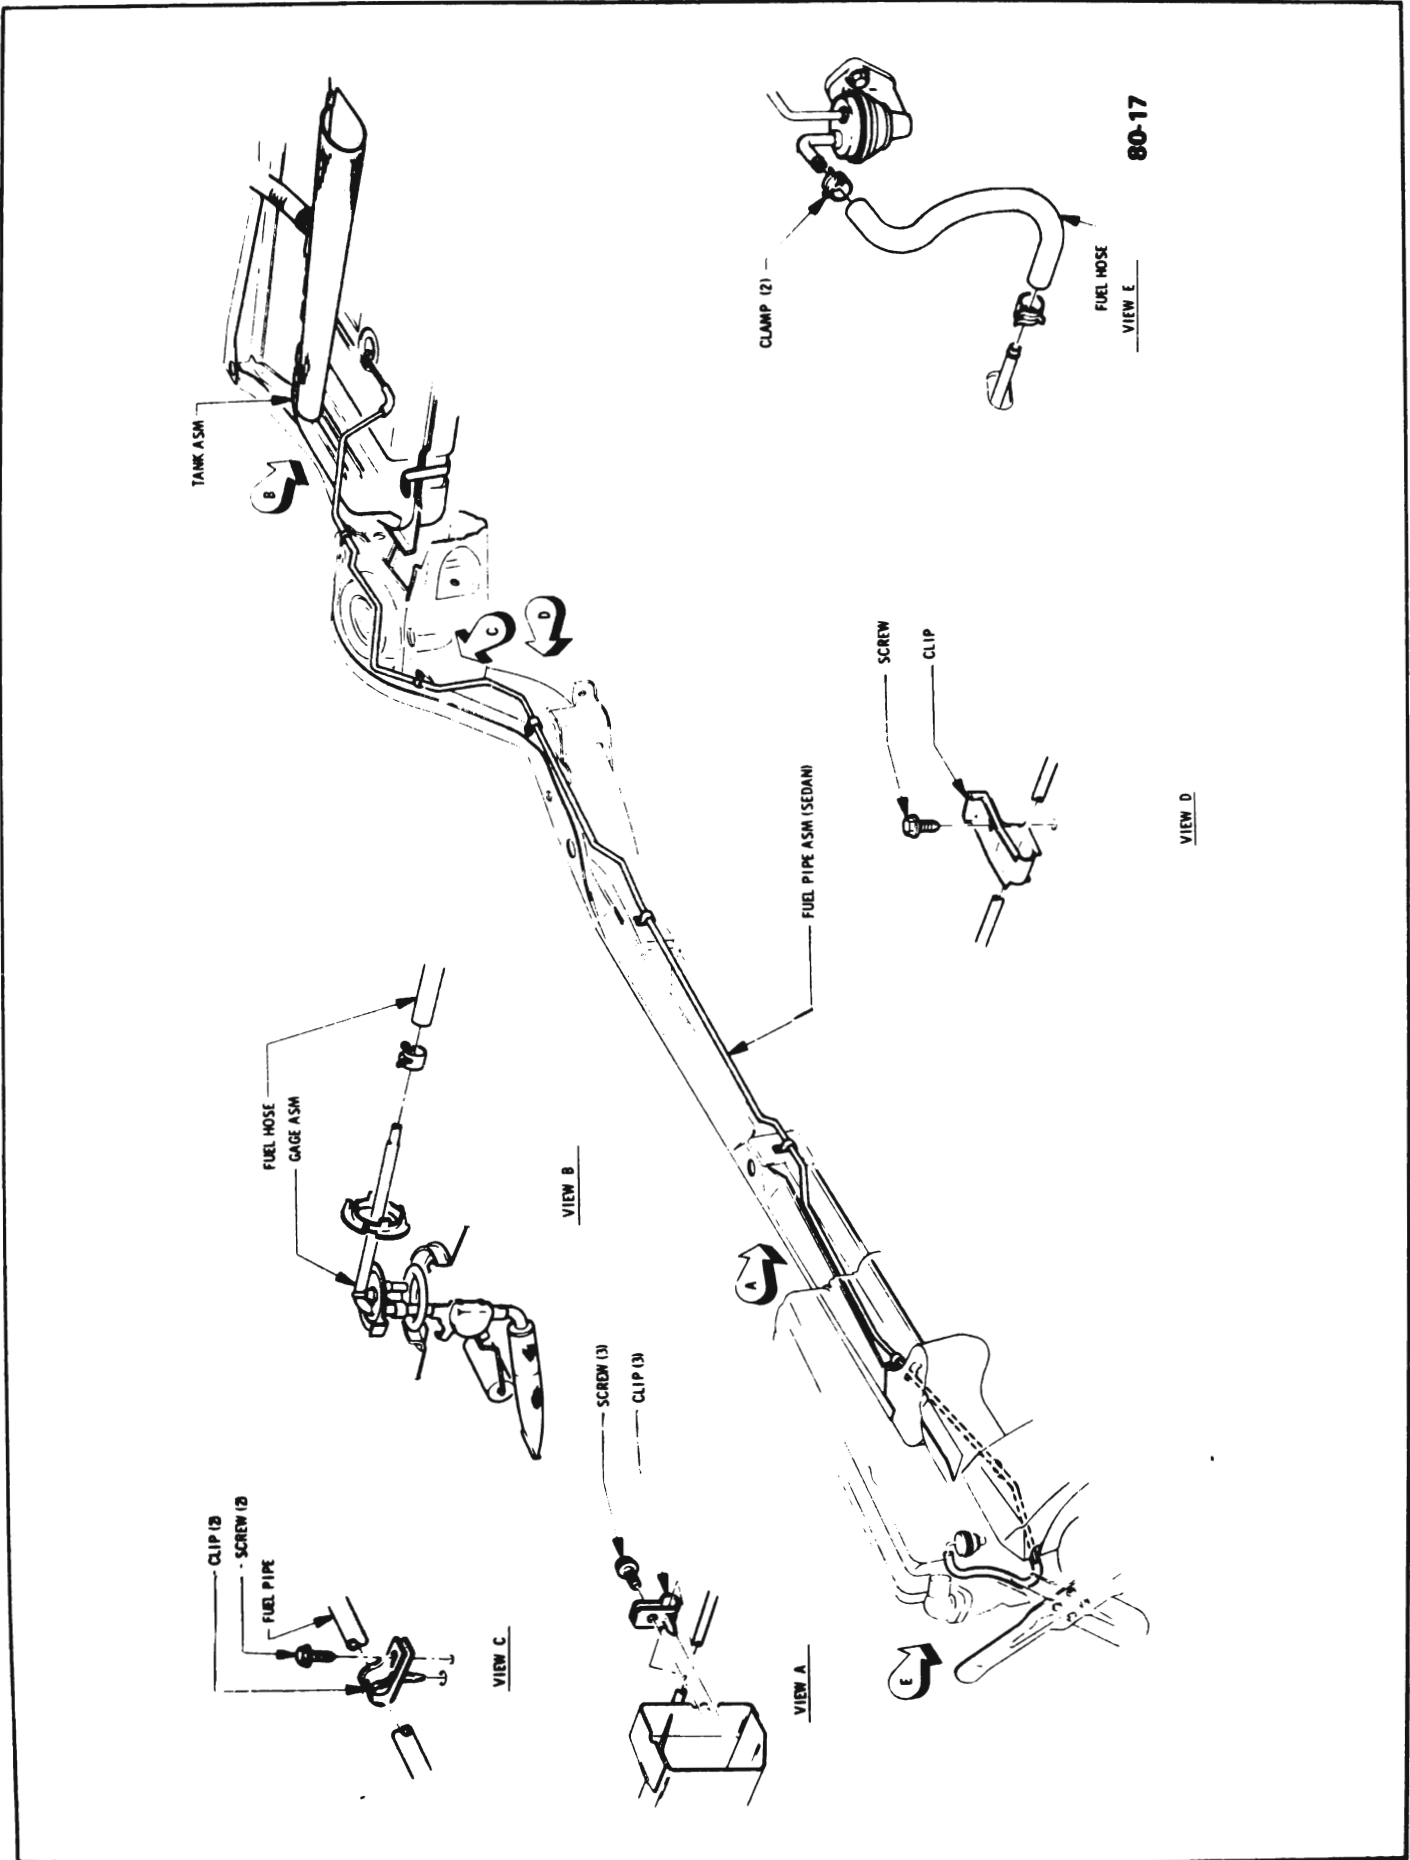 CLIP (2)
SCREW (2)
FUEL PIPE
VIEW C
SCREW (3)
CLIP (3)
VIEW A
FUEL HOSE
GAGE ASM
VIEW B
TANK ASM
B
C
D
A
E
FUEL PIPE ASM (SEDAN)
SCREW
CLIP
VIEW D
CLAMP (2)
FUEL HOSE
VIEW E
80-17